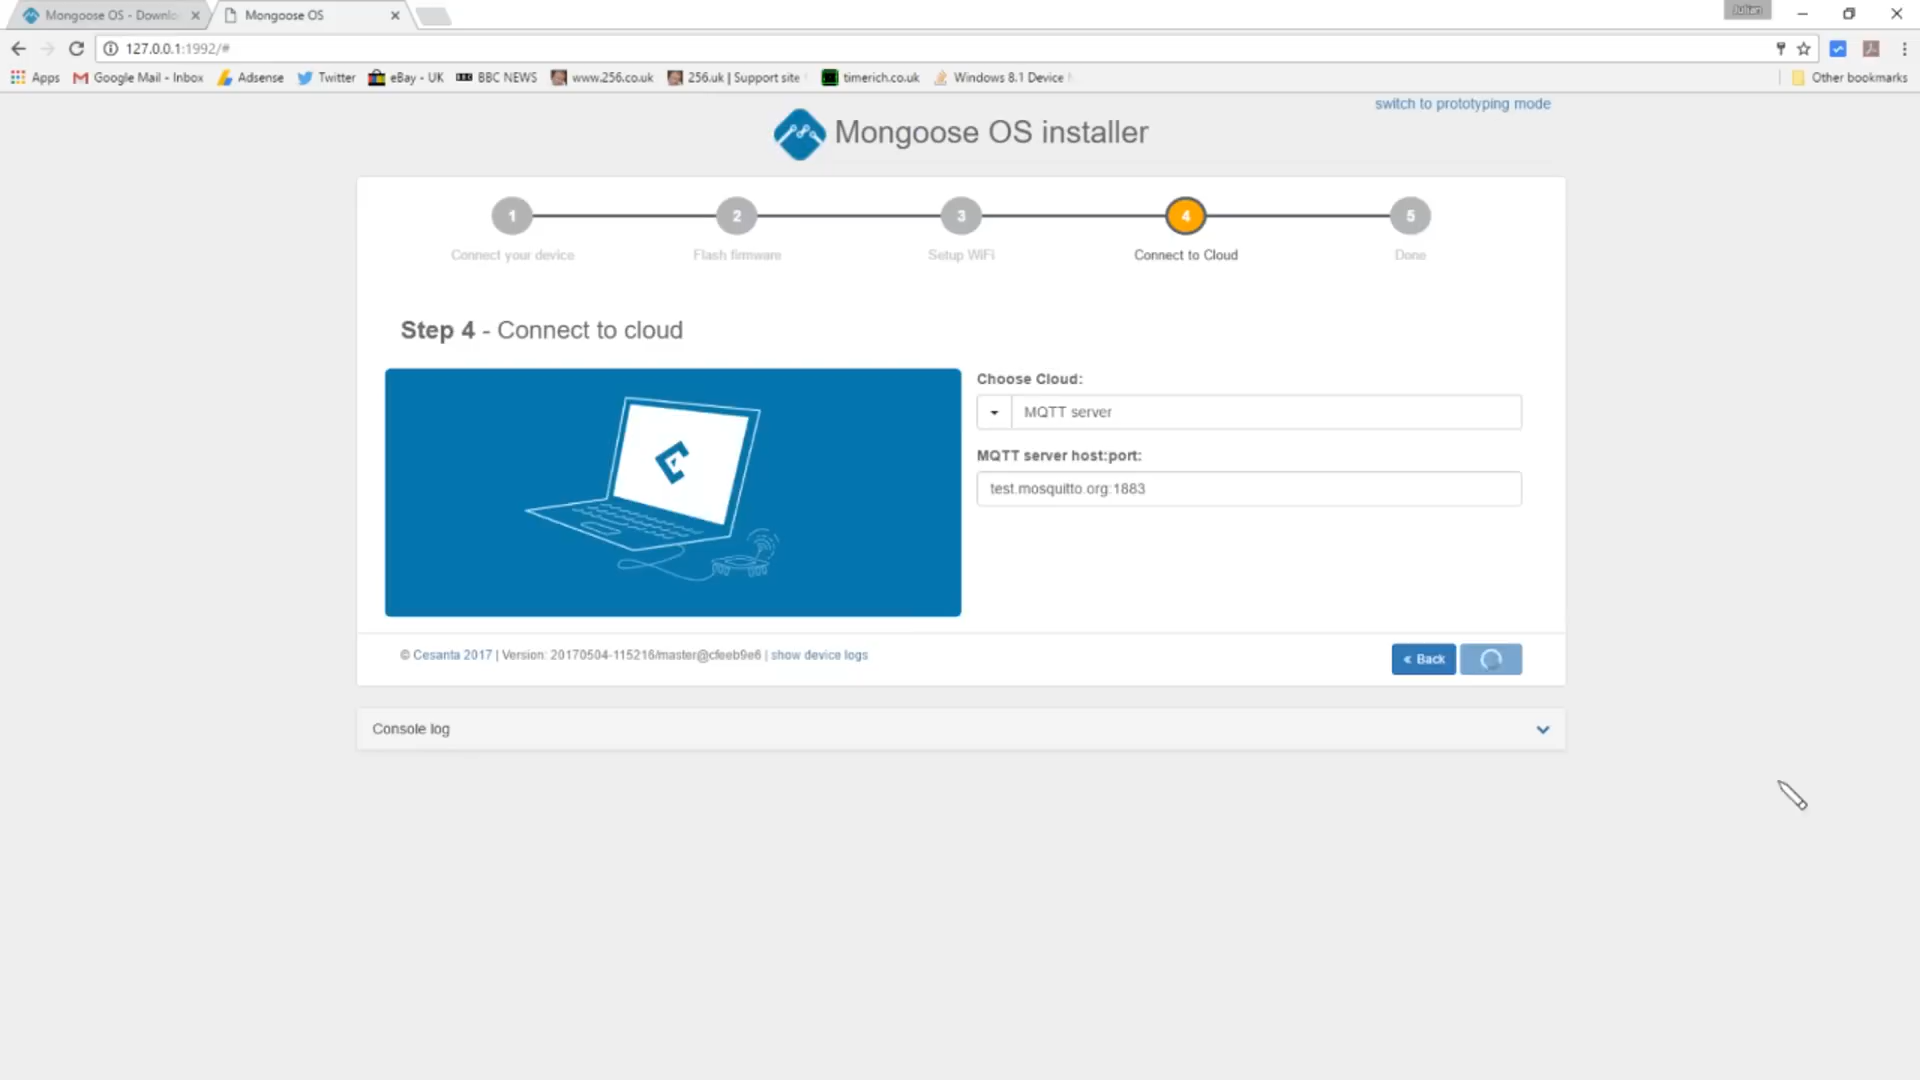 Mongoose OS - Downlo
Mongoose OS
Julian
127.0.0.1:1992/#
Apps
Google Mail - Inbox
Adsense
Twitter
eBay - UK
BBC NEWS
www.256.co.uk
256.uk | Support site
timerich.co.uk
Windows 8.1 Device
Other bookmarks
switch to prototyping mode
Mongoose OS installer
1
2
3
4
5
Connect your device
Flash firmware
Setup WiFi
Connect to Cloud
Done
Step 4 - Connect to cloud
Choose Cloud:
MQTT server
MQTT server host:port:
test.mosquitto.org:1883
© Cesanta 2017 | Version: 20170504-115216/master@cfeeb9e6 | show device logs
« Back
Console log